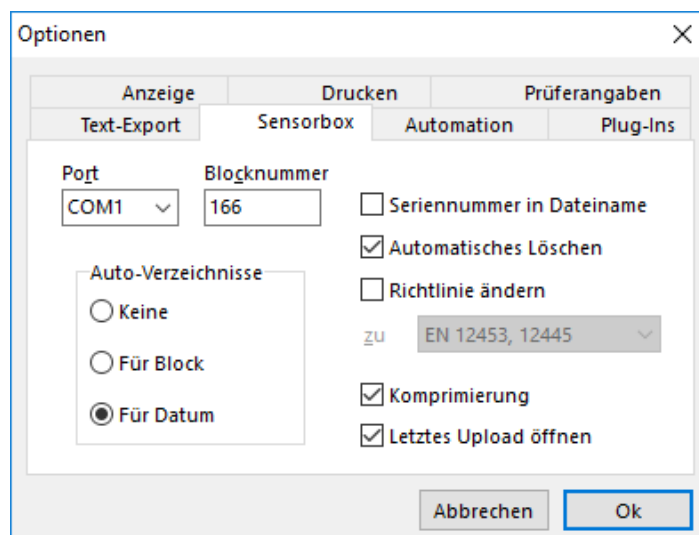 Optionen
Anzeige Drucken Prüferangaben
Text-Export Sensorbox Automation Plug-Ins
Port Blocknummer
COM1 166
Seriennummer in Dateiname
Automatisches Löschen
Auto-Verzeichnisse
Richtlinie ändern
Keine
zu EN 12453, 12445
Für Block
Komprimierung
Für Datum
Letztes Upload öffnen
Abbrechen Ok